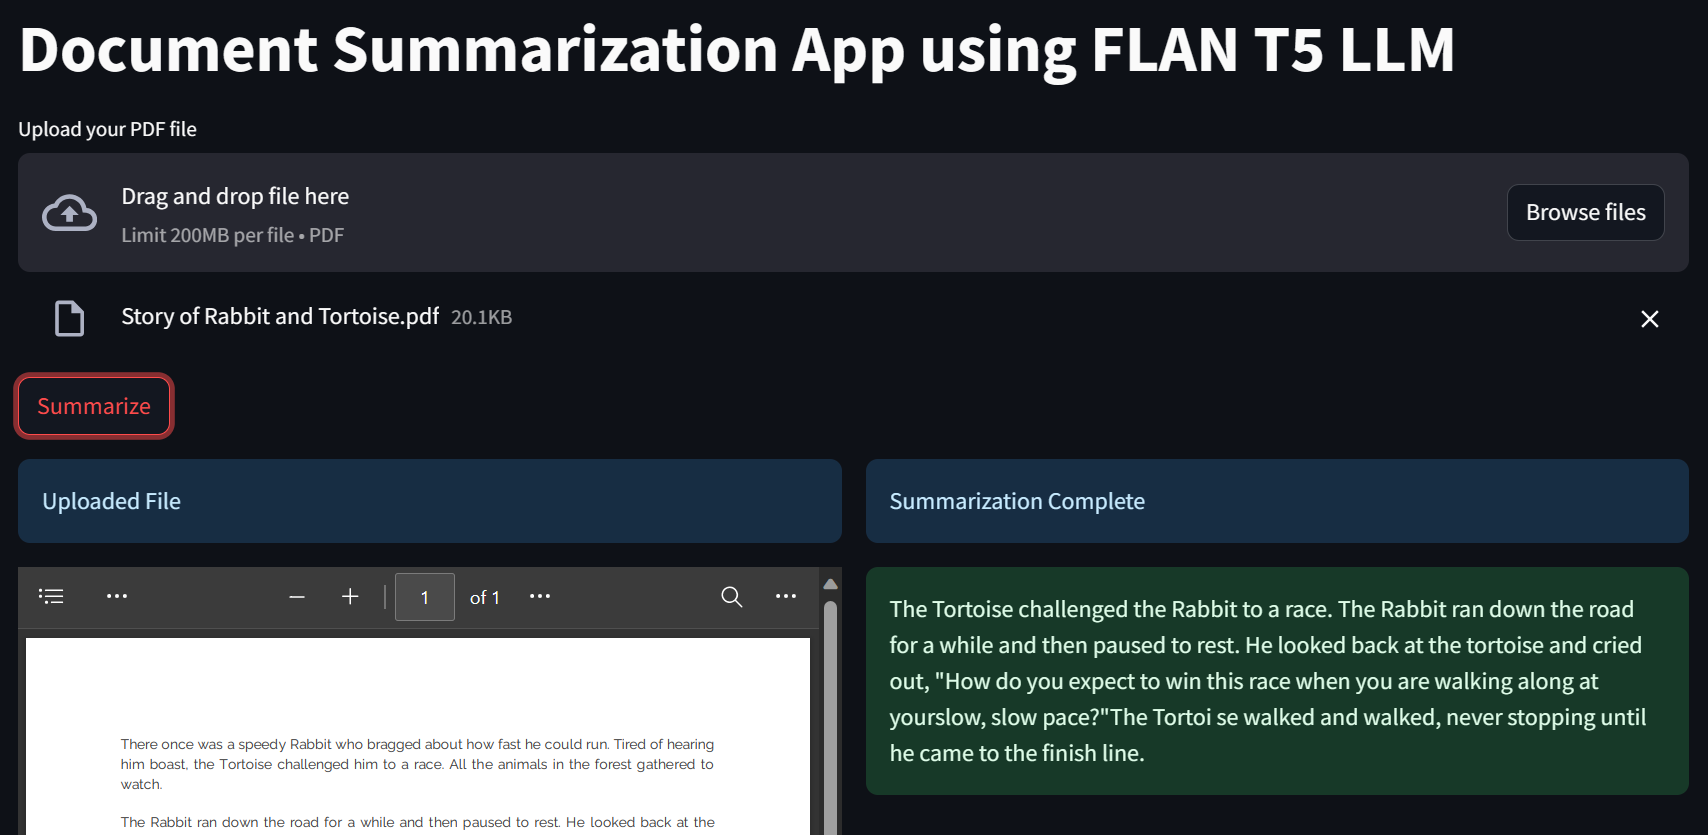 Document Summarization App using FLAN T5 LLM
Upload your PDF file
Drag and drop file here
Limit 200MB per file • PDF
Browse files
Story of Rabbit and Tortoise.pdf 20.1KB
Summarize
Uploaded File
Summarization Complete
1 of 1
There once was a speedy Rabbit who bragged about how fast he could run. Tired of hearing
him boast, the Tortoise challenged him to a race. All the animals in the forest gathered to
watch.
The Rabbit ran down the road for a while and then paused to rest. He looked back at the
The Tortoise challenged the Rabbit to a race. The Rabbit ran down the road
for a while and then paused to rest. He looked back at the tortoise and cried
out, "How do you expect to win this race when you are walking along at
yourslow, slow pace?"The Tortoi se walked and walked, never stopping until
he came to the finish line.